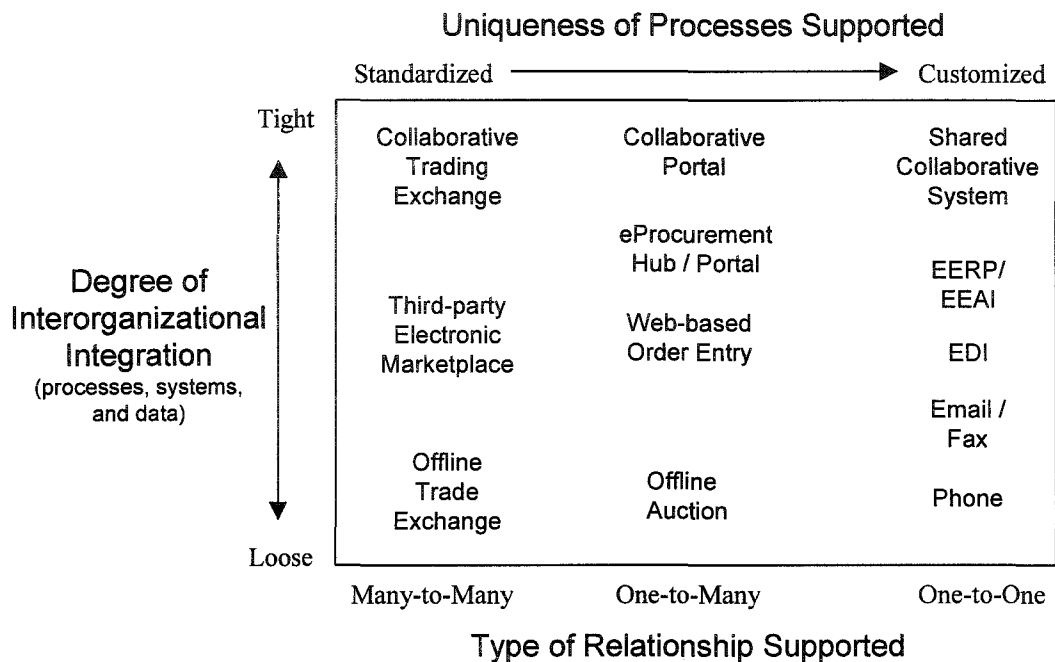 Uniqueness of Processes Supported
Standardized
Customized
Tight
Collaborative
Trading
Exchange
Collaborative
Portal
Shared
Collaborative
System
eProcurement
Hub / Portal
EERP/
EEAI
Degree of
Interorganizational
Integration
(processes, systems,
and data)
Third-party
Electronic
Marketplace
Web-based
Order Entry
EDI
Email /
Fax
Offline
Trade
Exchange
Offline
Auction
Phone
Loose
Many-to-Many
One-to-Many
One-to-One
Type of Relationship Supported